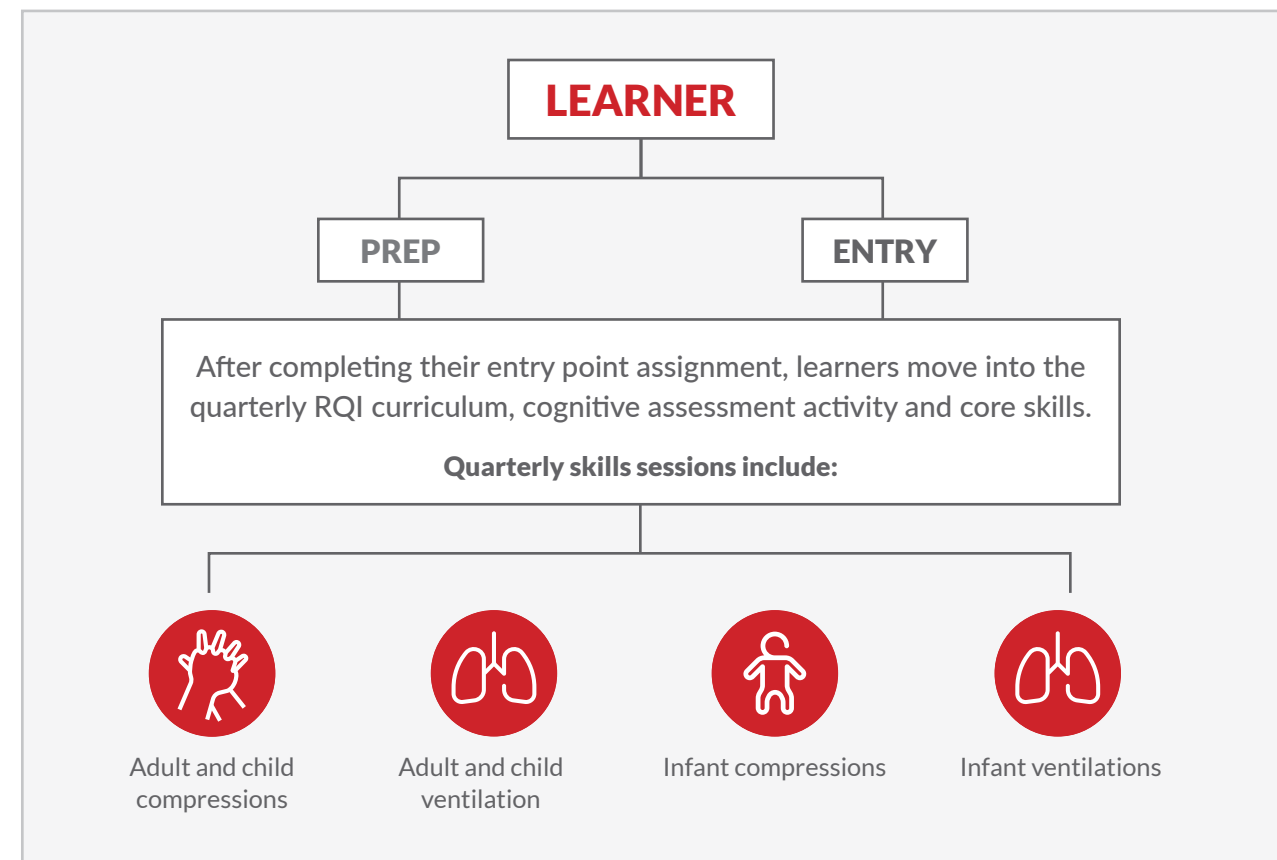 LEARNER
PREP
ENTRY
After completing their entry point assignment, learners move into the
quarterly RQI curriculum, cognitive assessment activity and core skills.
Quarterly skills sessions include:
Adult and child
compressions
Adult and child
ventilation
Infant compressions
Infant ventilations